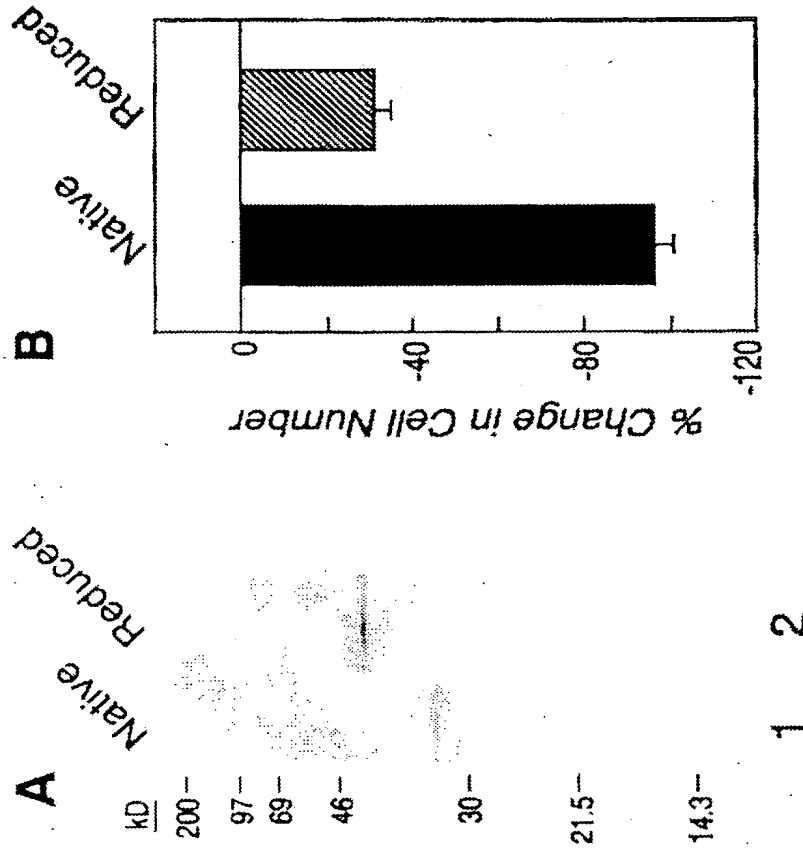 A
Native
Reduced
kD
200
97
69
46
30
21.5
14.3
1 2
B
Native
Reduced
% Change in Cell Number
0
-40
-80
-120